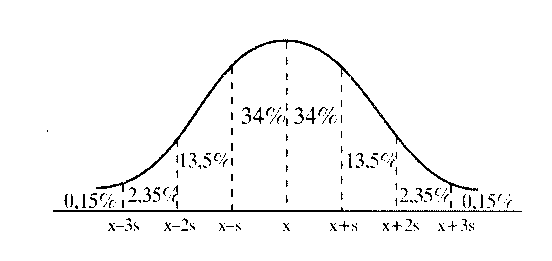 34% 34%
13,5% 13,5%
0,15% 2,35% 2,35% 0,15%
x–3s x–2s x–s x x+s x+2s x+3s